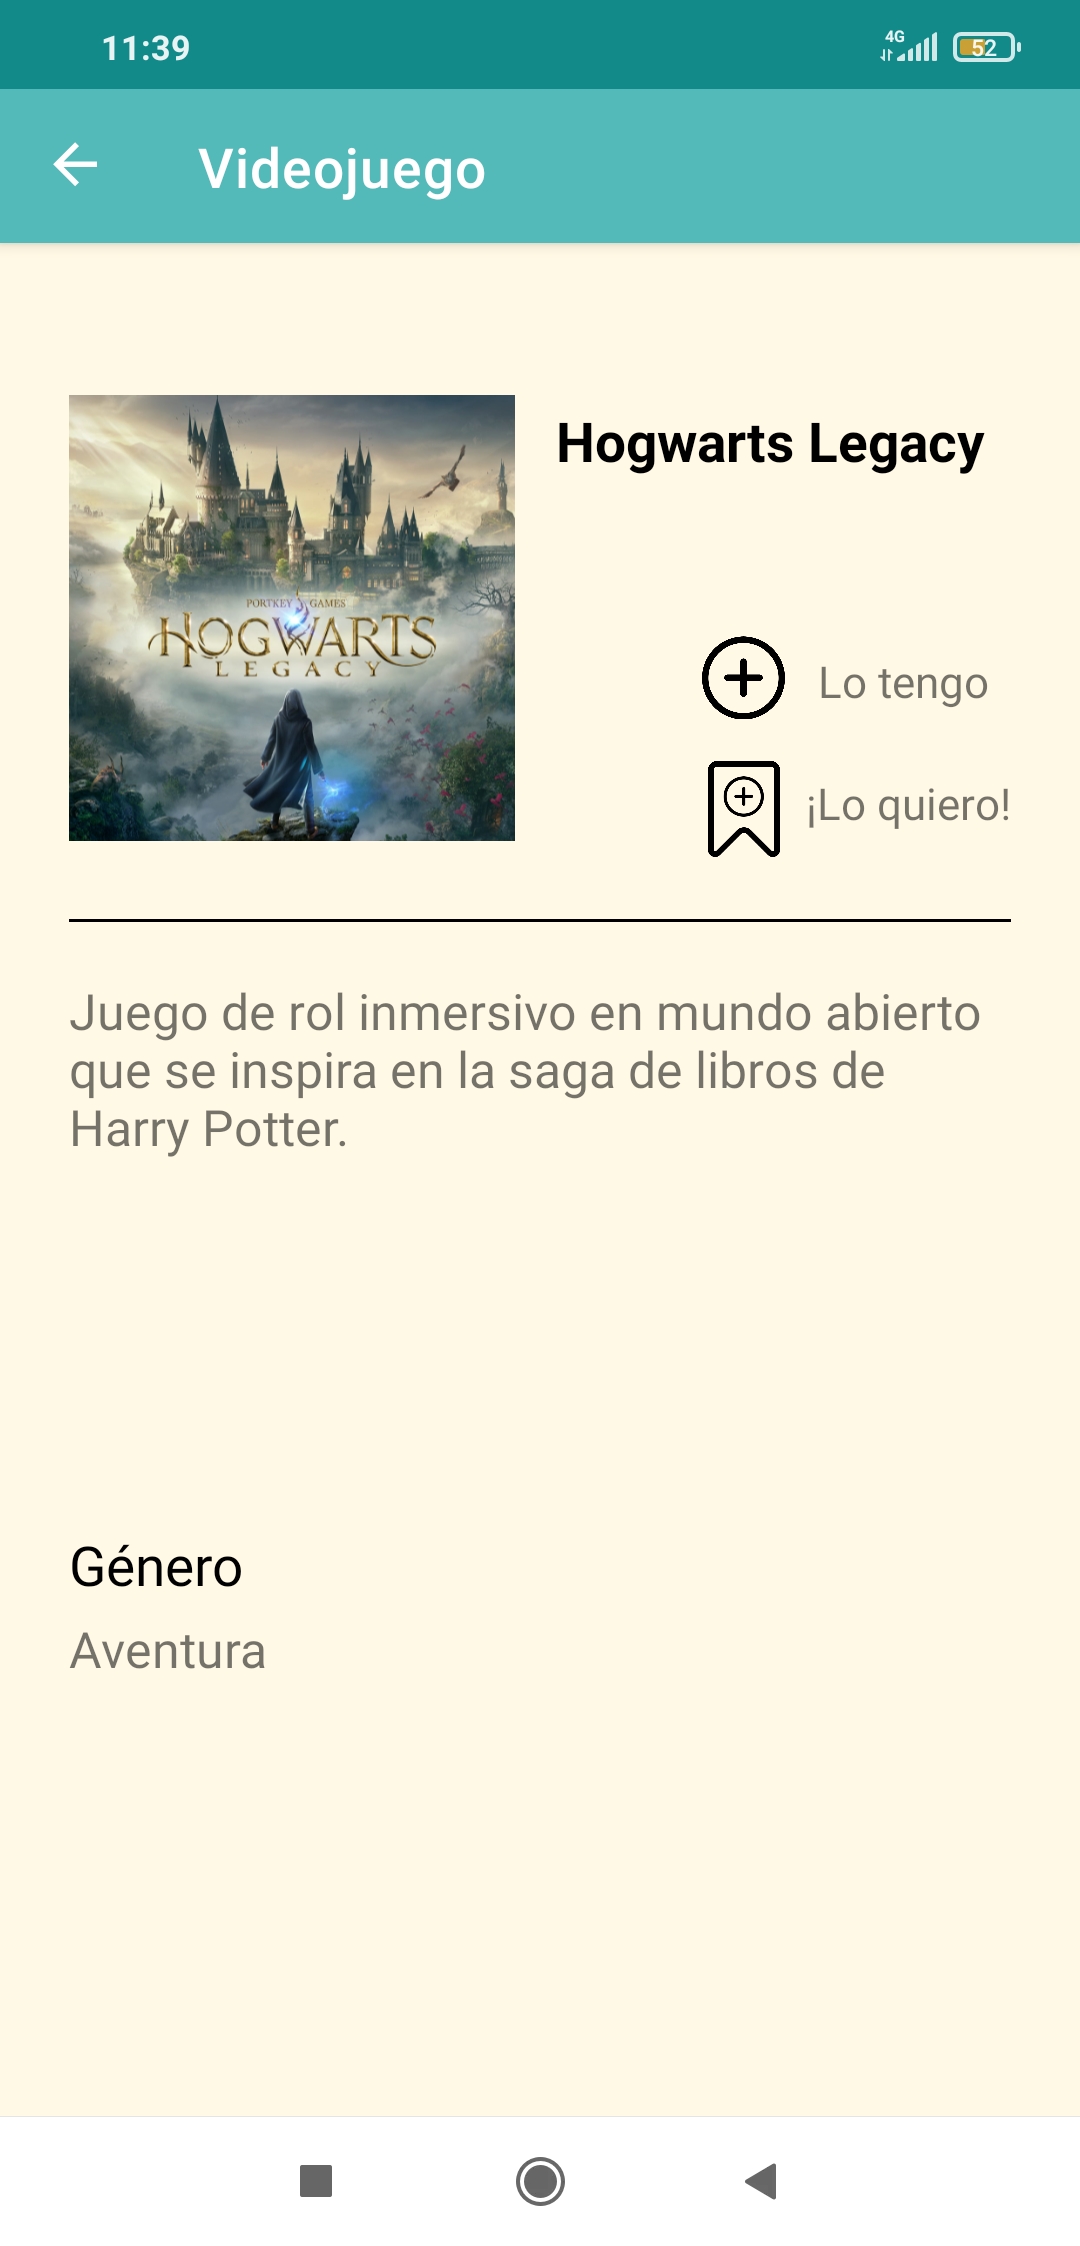 11:39
4G
52
Videojuego
Hogwarts Legacy
PORTKEY GAMES
HOGWARTS
LEGACY
Lo tengo
¡Lo quiero!
Juego de rol inmersivo en mundo abierto
que se inspira en la saga de libros de
Harry Potter.
Género
Aventura